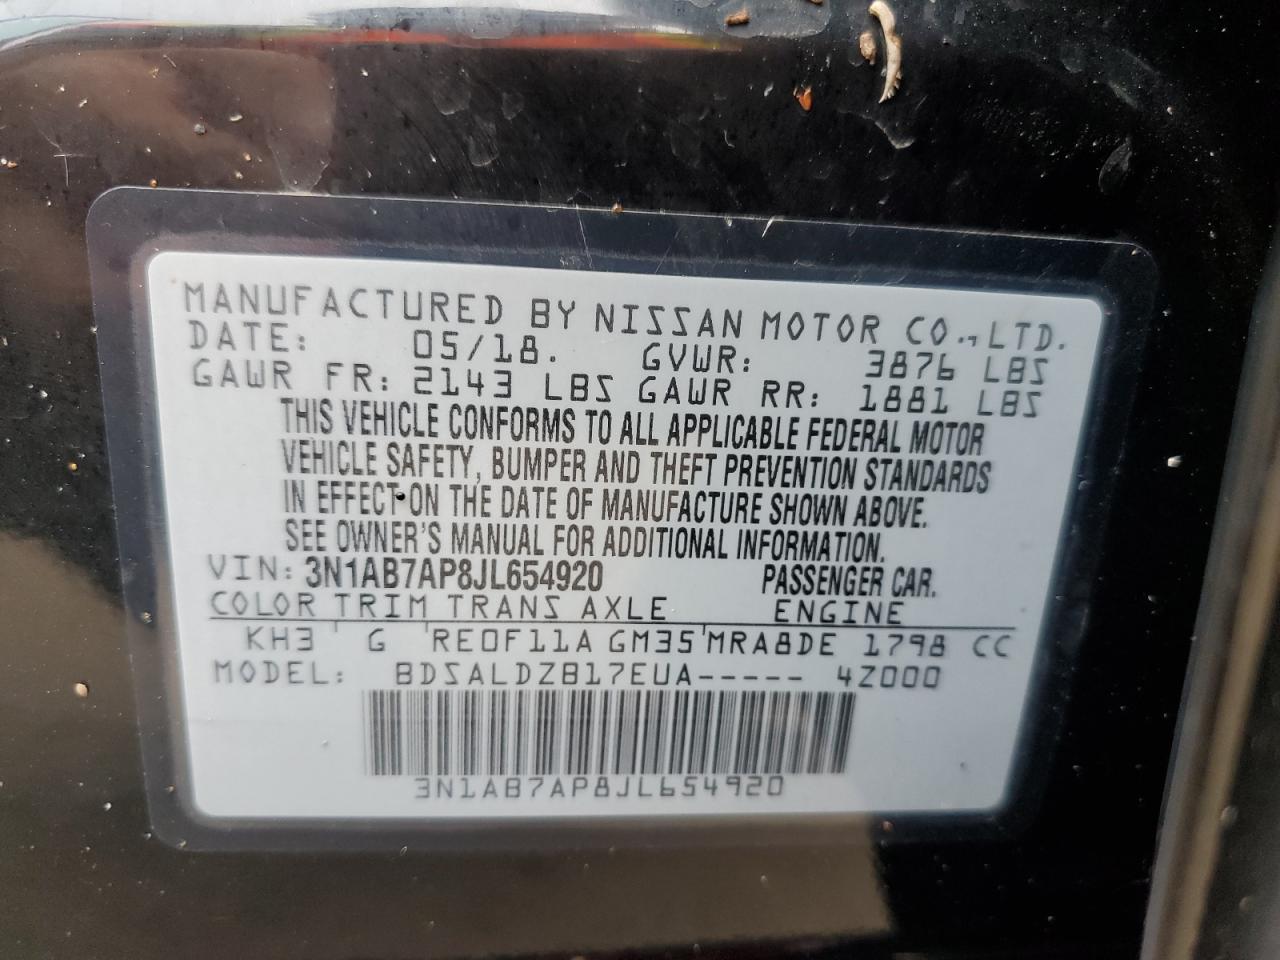 MANUFACTURED BY NISSAN MOTOR CO.,LTD.
DATE: 05/18. GVWR: 3876 LBS
GAWR FR: 2143 LBS GAWR RR: 1881 LBS
THIS VEHICLE CONFORMS TO ALL APPLICABLE FEDERAL MOTOR
VEHICLE SAFETY, BUMPER AND THEFT PREVENTION STANDARDS
IN EFFECT ON THE DATE OF MANUFACTURE SHOWN ABOVE.
SEE OWNER'S MANUAL FOR ADDITIONAL INFORMATION.
VIN: 3N1AB7AP8JL654920 PASSENGER CAR.
COLOR TRIM TRANS AXLE ENGINE
KH3 G RE0F11A GM35 MRA8DE 1798 CC
MODEL: BDSALDZB17EUA----- 4Z000
3N1AB7AP8JL654920